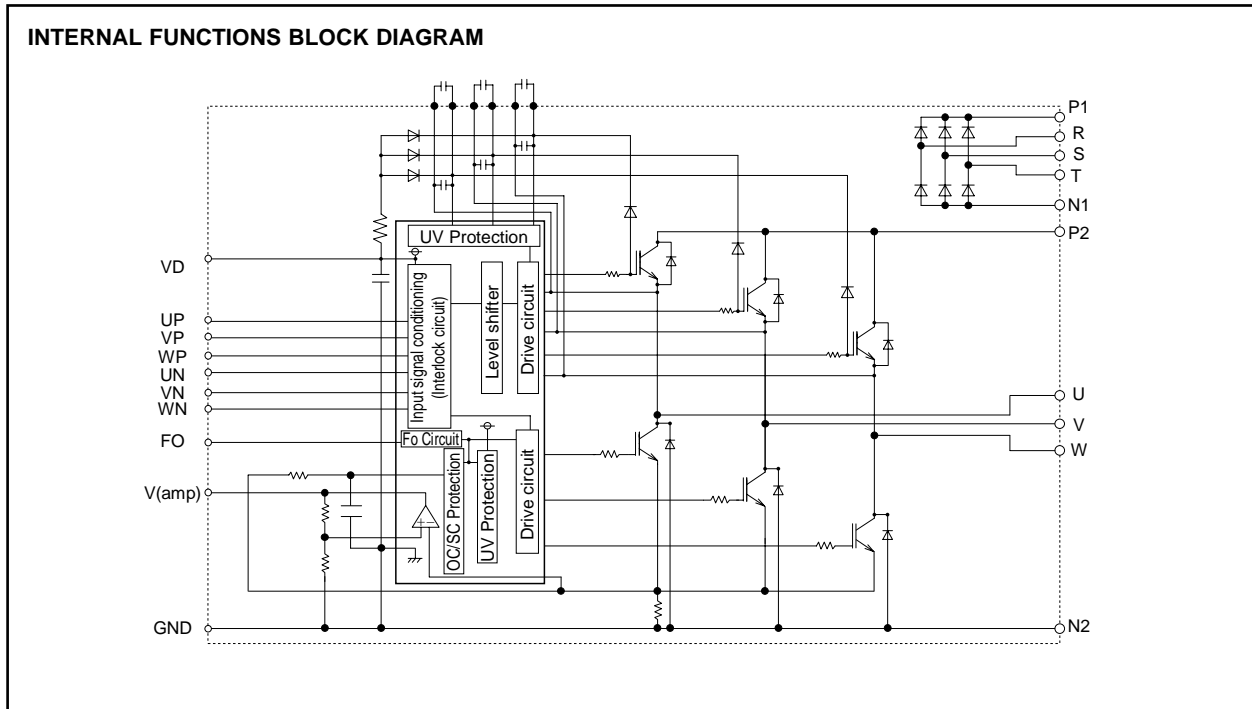 INTERNAL FUNCTIONS BLOCK DIAGRAM
P1
R
S
T
N1
P2
UV Protection
VD
UP
VP
WP
UN
VN
WN
Input signal conditioning
(Interlock circuit)
Level shifter
Drive circuit
U
V
W
FO
Fo Circuit
OC/SC Protection
UV Protection
Drive circuit
V(amp)
+ −
GND
N2